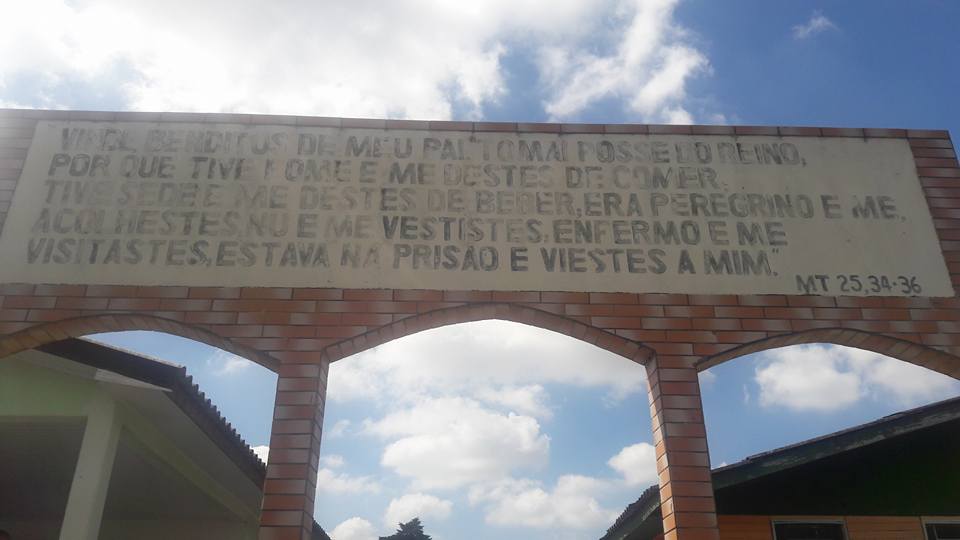 VINDE BENDITOS DE MEU PAI. TOMAI POSSE DO REINO,
POR QUE TIVE FOME E ME DESTES DE COMER.
TIVE SEDE E ME DESTES DE BEBER, ERA PEREGRINO E ME,
ACOLHESTES, NU E ME VESTISTES, ENFERMO E ME
VISITASTES, ESTAVA NA PRISÃO E VIESTES A MIM."
MT 25,34-36